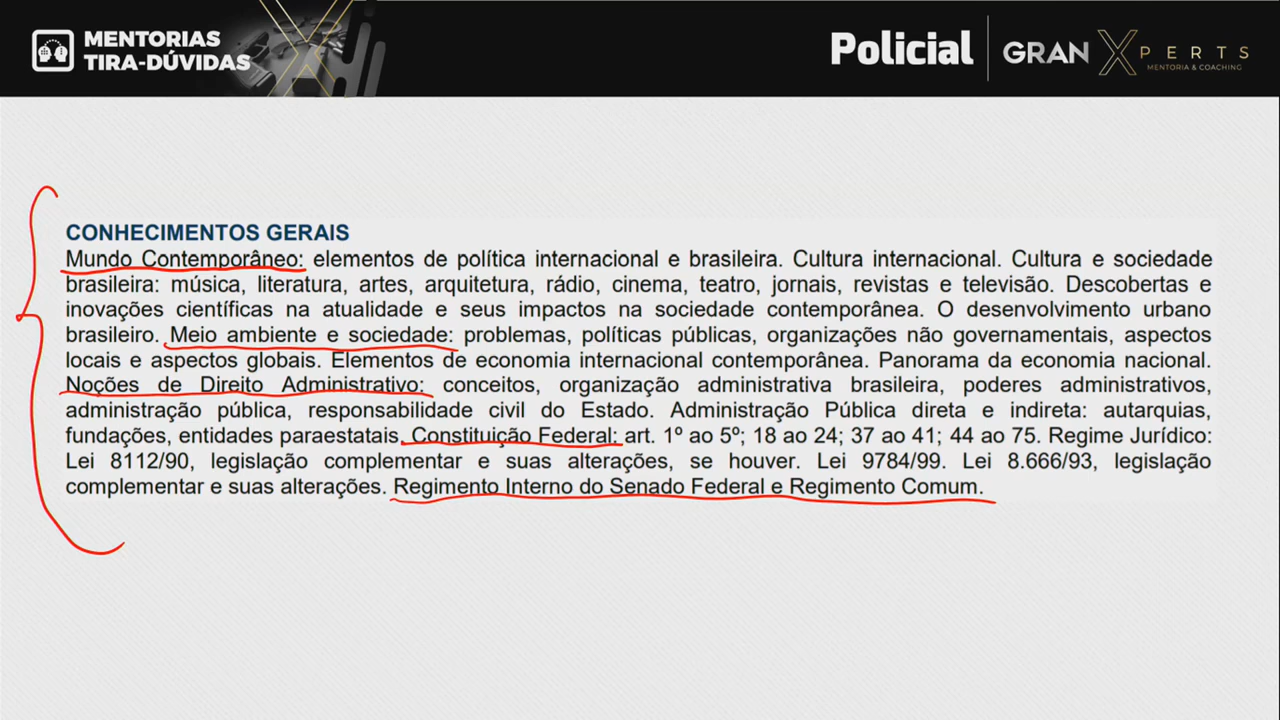 MENTORIAS
TIRA-DÚVIDAS
Policial
GRAN XPERTS
MENTORIA & COACHING
CONHECIMENTOS GERAIS
Mundo Contemporâneo: elementos de política internacional e brasileira. Cultura internacional. Cultura e sociedade
brasileira: música, literatura, artes, arquitetura, rádio, cinema, teatro, jornais, revistas e televisão. Descobertas e
inovações científicas na atualidade e seus impactos na sociedade contemporânea. O desenvolvimento urbano
brasileiro. Meio ambiente e sociedade: problemas, políticas públicas, organizações não governamentais, aspectos
locais e aspectos globais. Elementos de economia internacional contemporânea. Panorama da economia nacional.
Noções de Direito Administrativo: conceitos, organização administrativa brasileira, poderes administrativos,
administração pública, responsabilidade civil do Estado. Administração Pública direta e indireta: autarquias,
fundações, entidades paraestatais. Constituição Federal: art. 1º ao 5º; 18 ao 24; 37 ao 41; 44 ao 75. Regime Jurídico:
Lei 8112/90, legislação complementar e suas alterações, se houver. Lei 9784/99. Lei 8.666/93, legislação
complementar e suas alterações. Regimento Interno do Senado Federal e Regimento Comum.